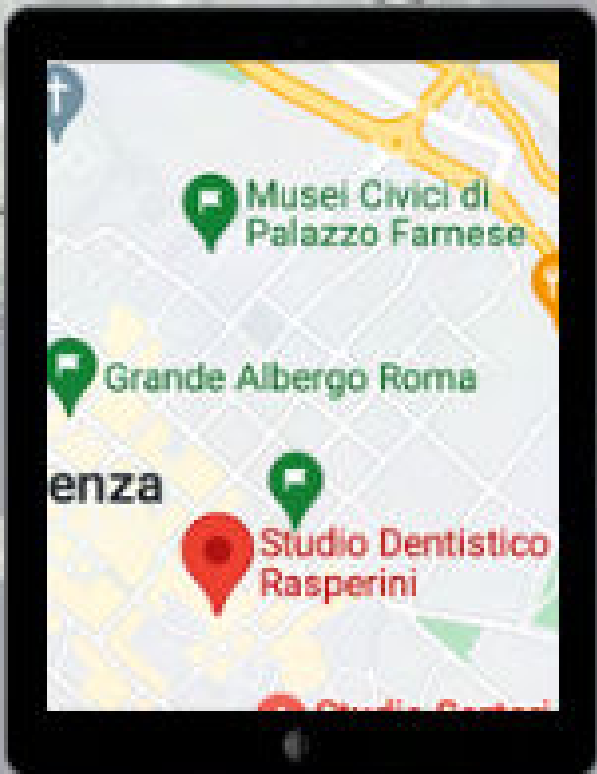 Musei Civici di
Palazzo Farnese
Grande Albergo Roma
enza
Studio Dentistico
Rasperini